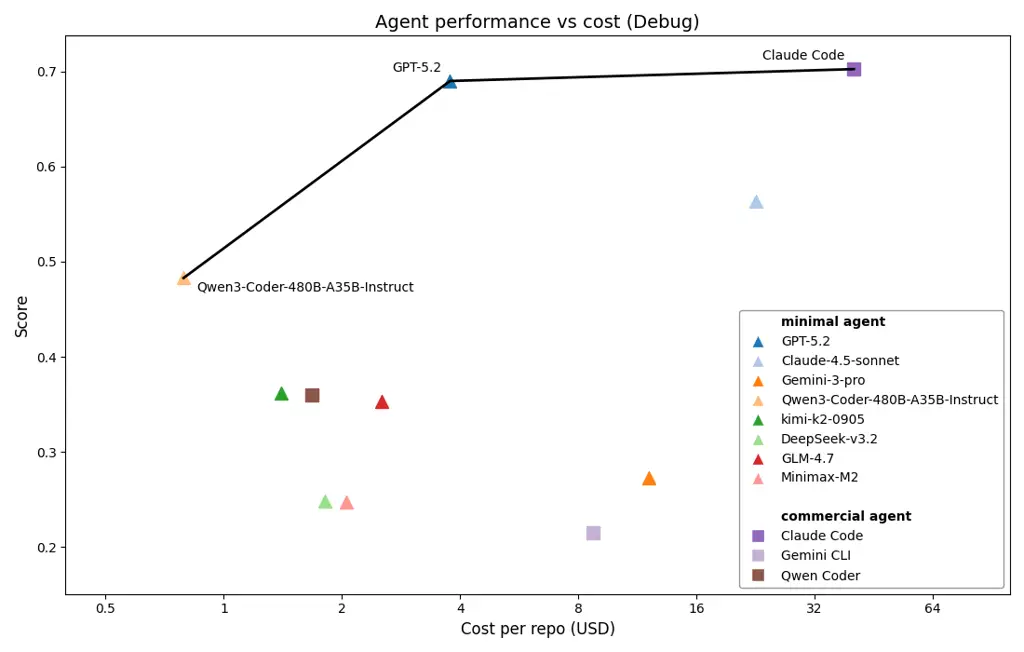 Agent performance vs cost (Debug)
Score
0.7
0.6
0.5
0.4
0.3
0.2
GPT-5.2
Claude Code
Qwen3-Coder-480B-A35B-Instruct
minimal agent
GPT-5.2
Claude-4.5-sonnet
Gemini-3-pro
Qwen3-Coder-480B-A35B-Instruct
kimi-k2-0905
DeepSeek-v3.2
GLM-4.7
Minimax-M2
commercial agent
Claude Code
Gemini CLI
Qwen Coder
0.5 1 2 4 8 16 32 64
Cost per repo (USD)